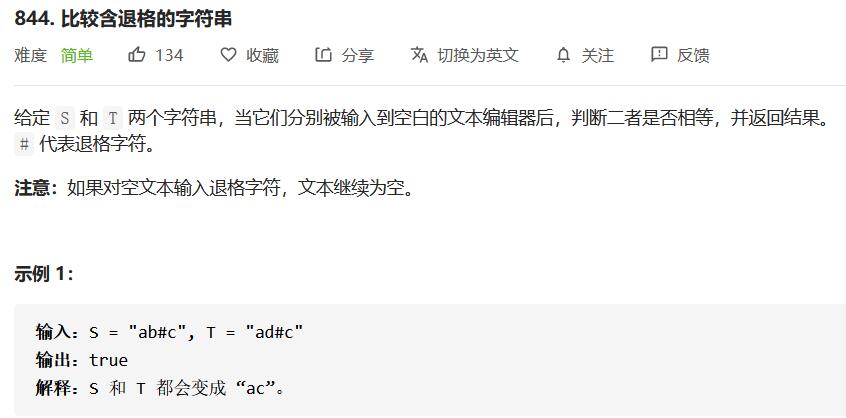 844. 比较含退格的字符串
难度 简单 134 收藏 分享 切换为英文 关注 反馈
给定 S 和 T 两个字符串，当它们分别被输入到空白的文本编辑器后，判断二者是否相等，并返回结果。
# 代表退格字符。
注意：如果对空文本输入退格字符，文本继续为空。
示例 1：
输入：S = "ab#c", T = "ad#c"
输出：true
解释：S 和 T 都会变成 “ac”。